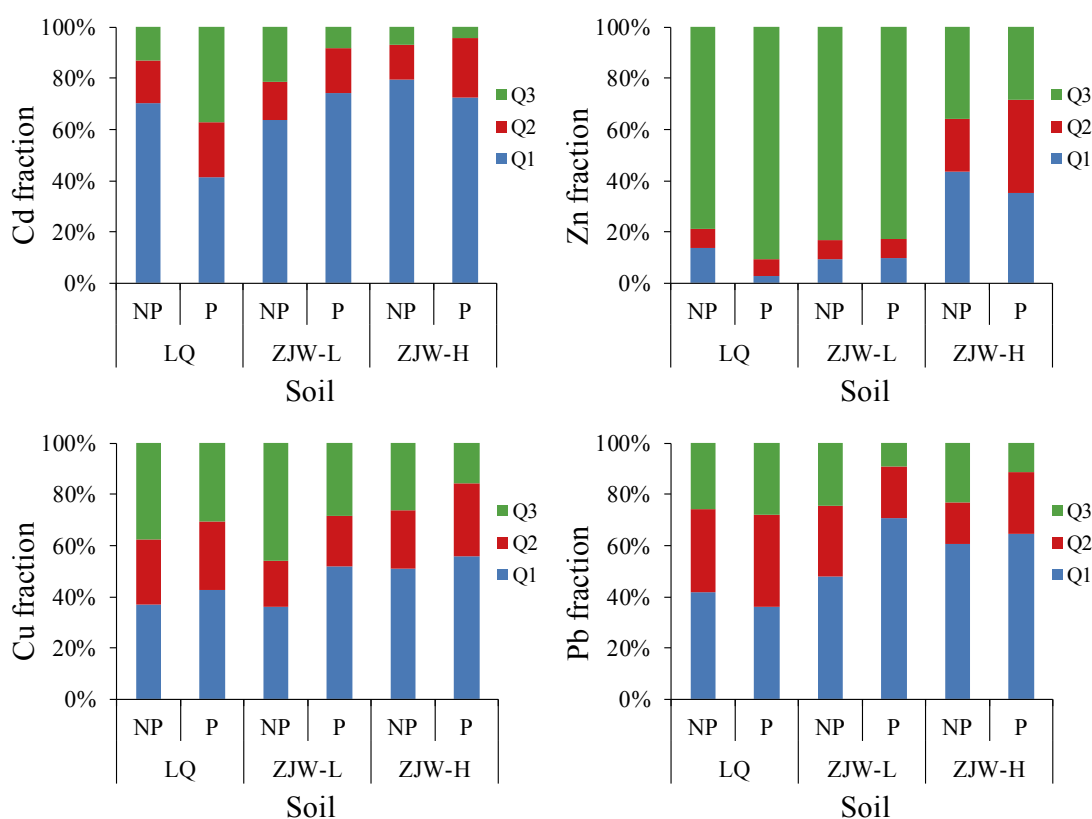 100%
80%
60%
40%
20%
0%
Cd fraction
Q3
Q2
Q1
NP P NP P NP P
LQ ZJW-L ZJW-H
Soil
100%
80%
60%
40%
20%
0%
Zn fraction
Q3
Q2
Q1
NP P NP P NP P
LQ ZJW-L ZJW-H
Soil
100%
80%
60%
40%
20%
0%
Cu fraction
Q3
Q2
Q1
NP P NP P NP P
LQ ZJW-L ZJW-H
Soil
100%
80%
60%
40%
20%
0%
Pb fraction
Q3
Q2
Q1
NP P NP P NP P
LQ ZJW-L ZJW-H
Soil